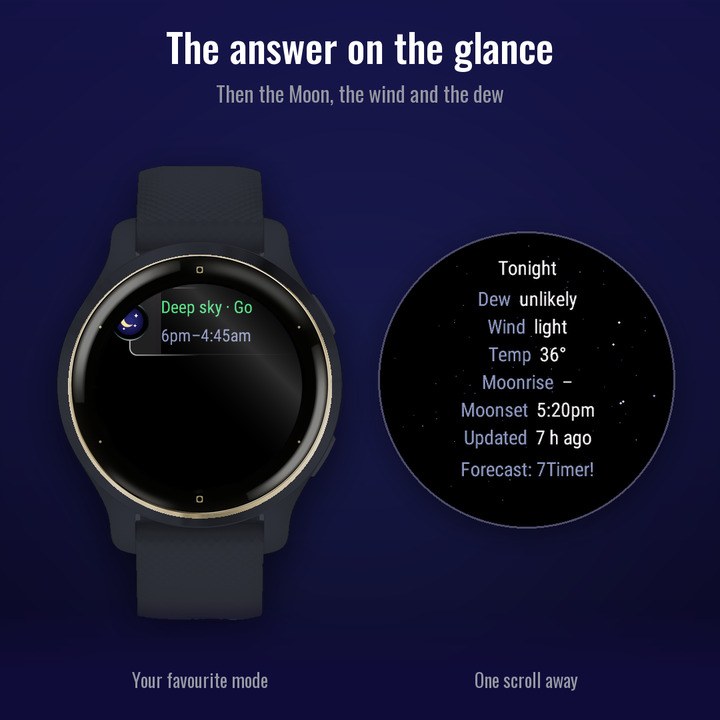 The answer on the glance
Then the Moon, the wind and the dew
Deep sky · Go
6pm–4:45am
Tonight
Dew unlikely
Wind light
Temp 36°
Moonrise –
Moonset 5:20pm
Updated 7 h ago
Forecast: 7Timer!
Your favourite mode
One scroll away